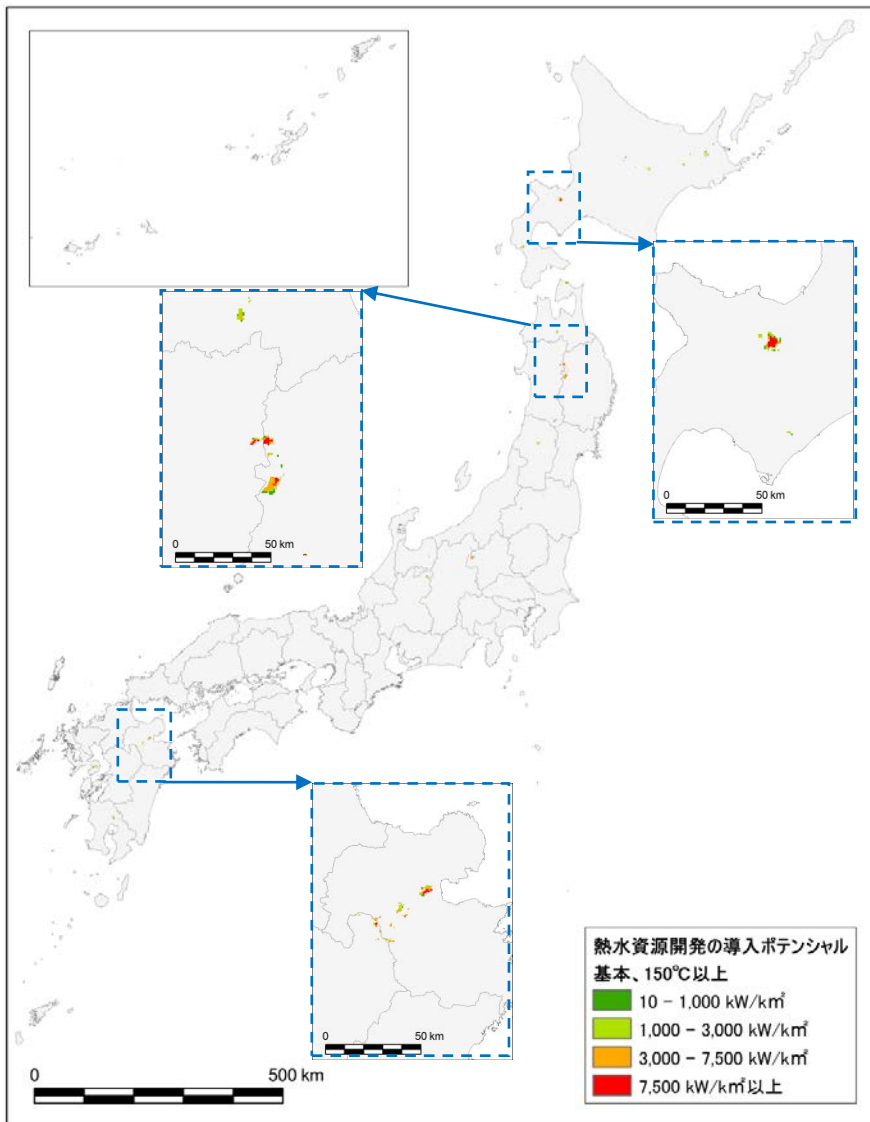 0 50 km
0 50 km
0 50 km
0 500 km
熱水資源開発の導入ポテンシャル
基本、150℃以上
10 − 1,000 kW/k㎡
1,000 − 3,000 kW/k㎡
3,000 − 7,500 kW/k㎡
7,500 kW/k㎡以上